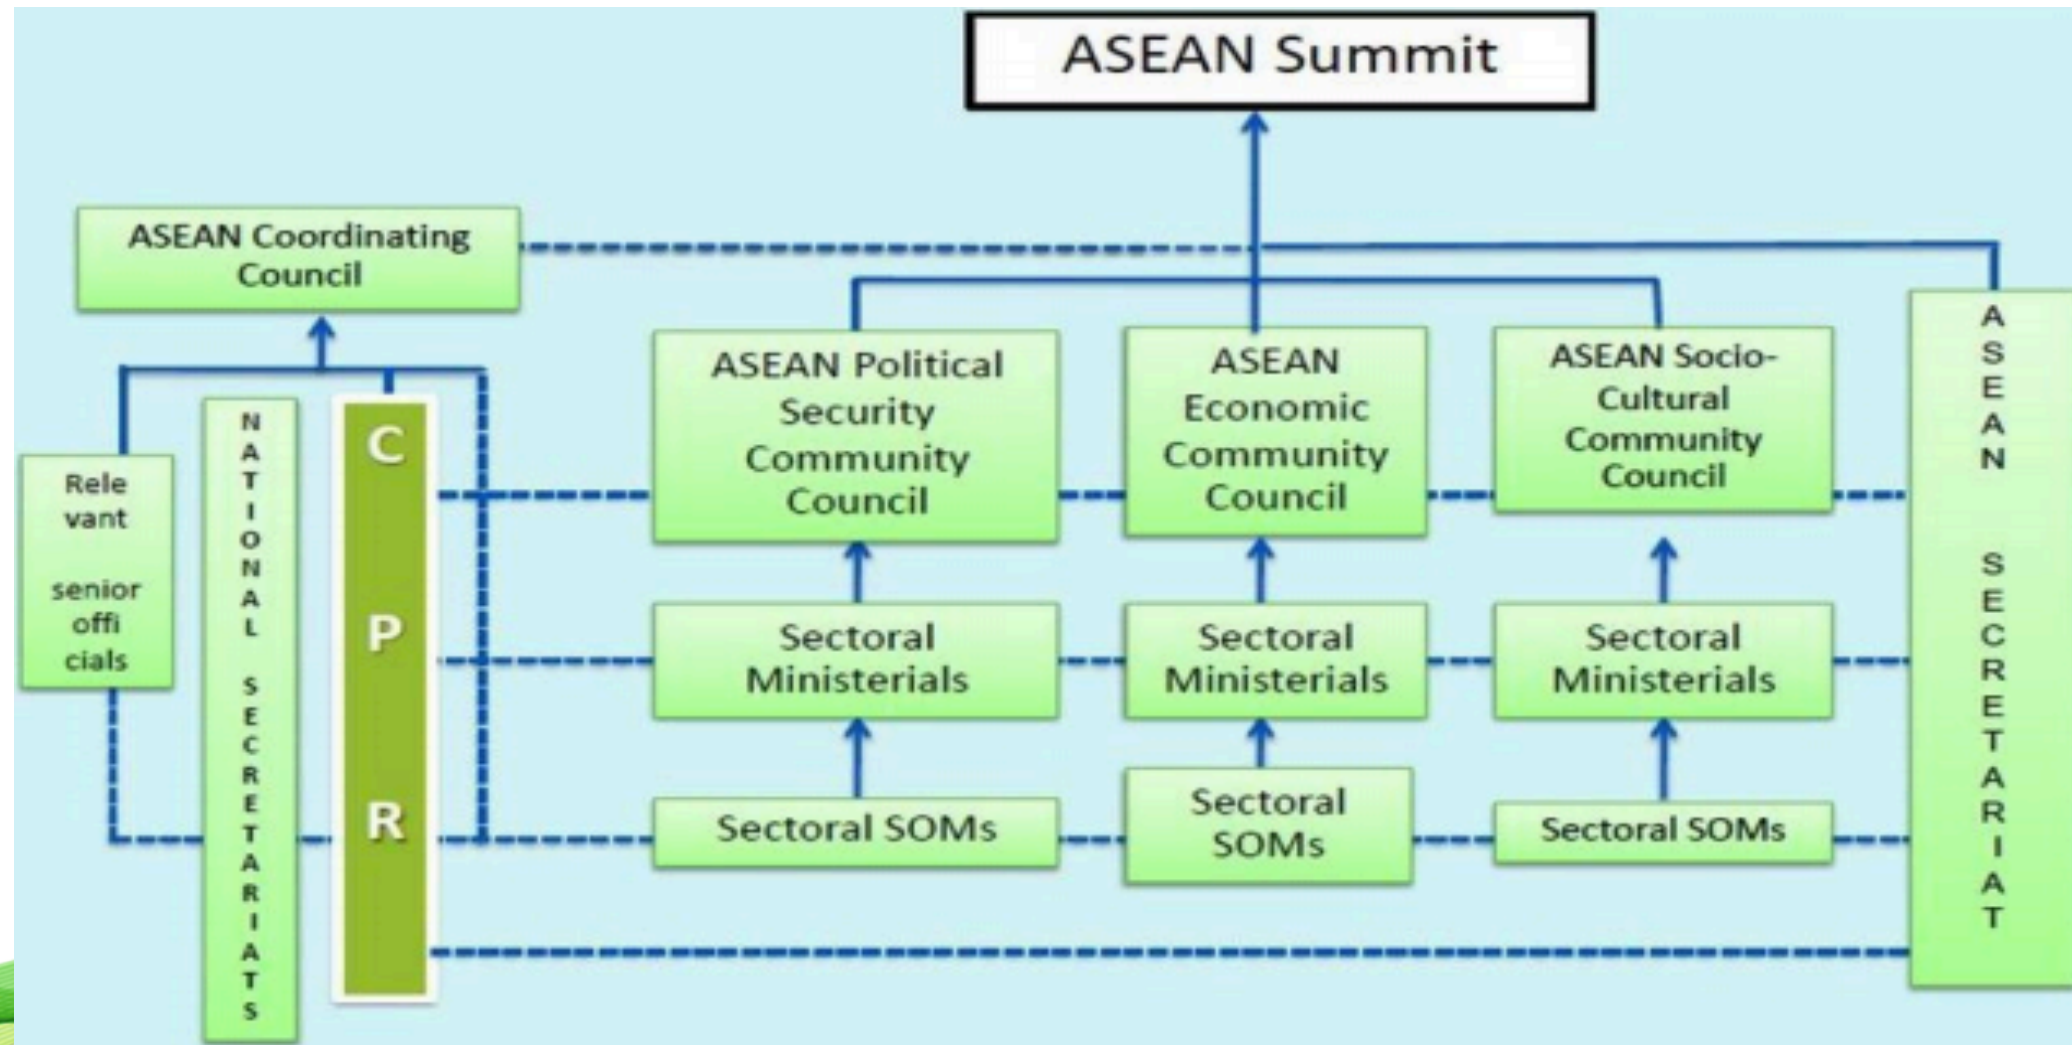 ASEAN Summit
ASEAN Coordinating
Council
Rele
vant
senior
offi
cials
NATIONAL SECRETARIATS
C
P
R
ASEAN Political
Security
Community
Council
ASEAN
Economic
Community
Council
ASEAN Socio-
Cultural
Community
Council
Sectoral
Ministerials
Sectoral
Ministerials
Sectoral
Ministerials
Sectoral SOMs
Sectoral
SOMs
Sectoral SOMs
ASEAN SECRETARIAT